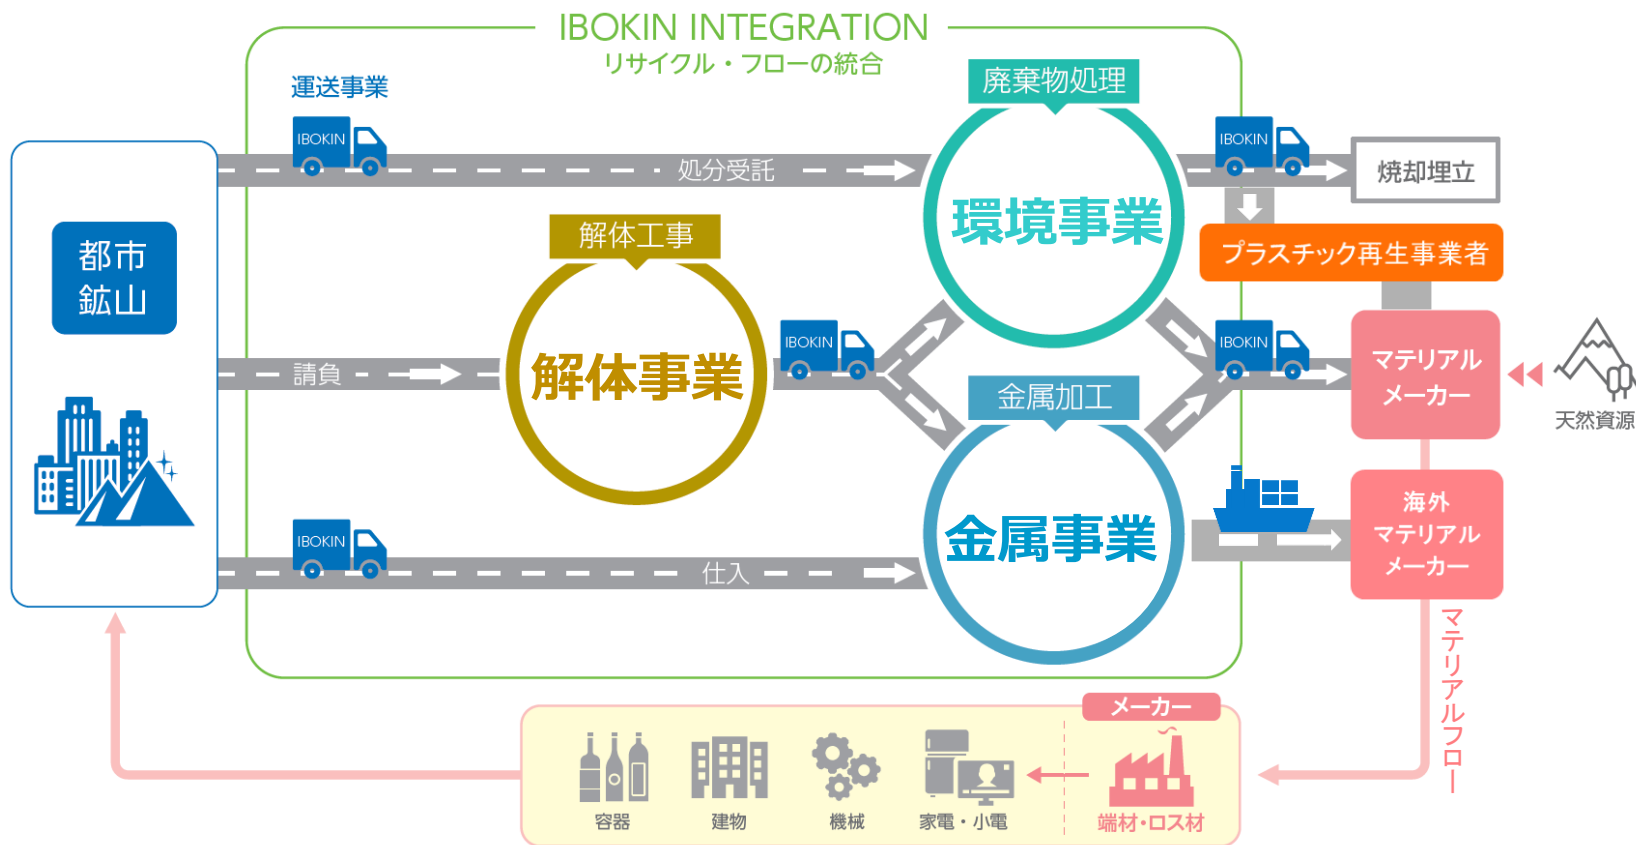 IBOKIN INTEGRATION
リサイクル・フローの統合
運送事業
廃棄物処理
IBOKIN
IBOKIN
処分受託
焼却埋立
環境事業
解体工事
プラスチック再生事業者
都市
鉱山
IBOKIN
IBOKIN
請負
解体事業
マテリアル
メーカー
天然資源
金属加工
海外
マテリアル
メーカー
金属事業
IBOKIN
仕入
マテリアルフロー
メーカー
容器
建物
機械
家電・小電
端材・ロス材